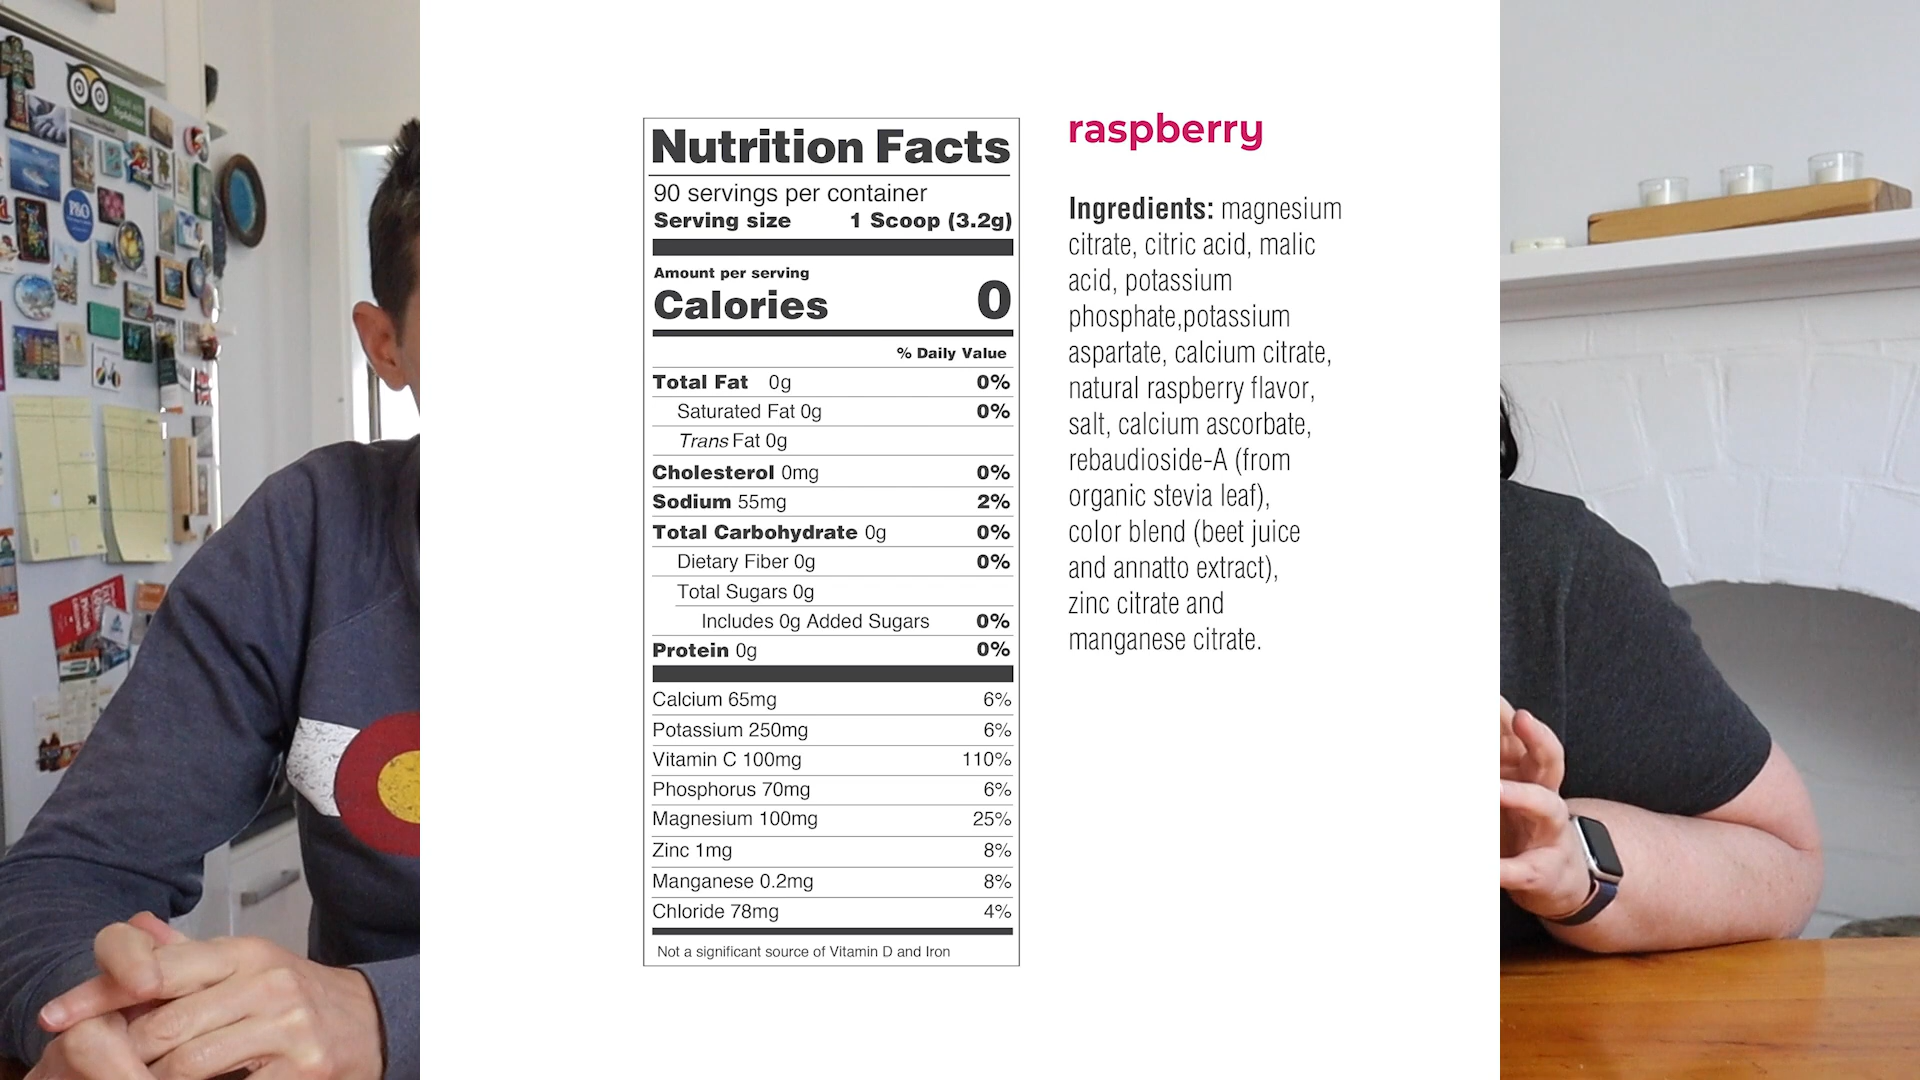 Nutrition Facts
90 servings per container
Serving size 1 Scoop (3.2g)
Amount per serving
Calories 0
% Daily Value
Total Fat 0g 0%
Saturated Fat 0g 0%
Trans Fat 0g
Cholesterol 0mg 0%
Sodium 55mg 2%
Total Carbohydrate 0g 0%
Dietary Fiber 0g 0%
Total Sugars 0g
Includes 0g Added Sugars 0%
Protein 0g 0%
Calcium 65mg 6%
Potassium 250mg 6%
Vitamin C 100mg 110%
Phosphorus 70mg 6%
Magnesium 100mg 25%
Zinc 1mg 8%
Manganese 0.2mg 8%
Chloride 78mg 4%
Not a significant source of Vitamin D and Iron
raspberry
Ingredients: magnesium
citrate, citric acid, malic
acid, potassium
phosphate,potassium
aspartate, calcium citrate,
natural raspberry flavor,
salt, calcium ascorbate,
rebaudioside-A (from
organic stevia leaf),
color blend (beet juice
and annatto extract),
zinc citrate and
manganese citrate.
P&O